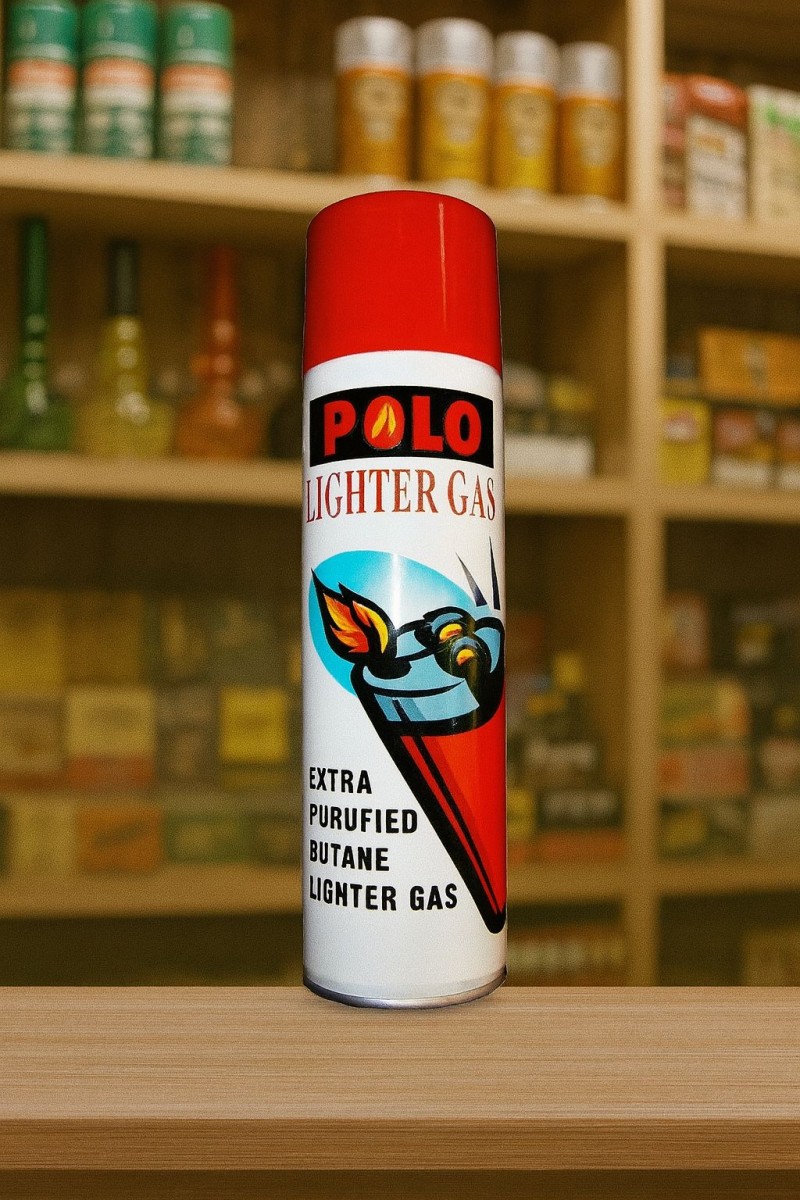 POLO
LIGHTER GAS
EXTRA
PURUFIED
BUTANE
LIGNTER GAS